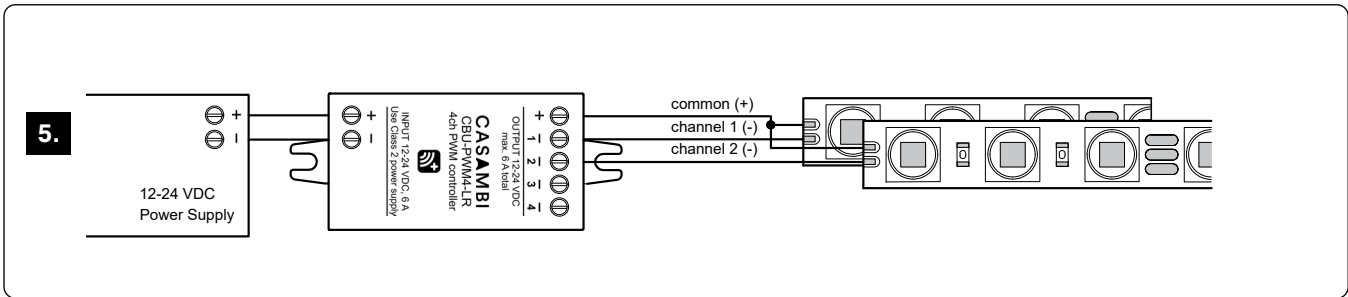 5.
12-24 VDC
Power Supply
+
−
+
−
INPUT 12-24 VDC, 6 A
Use Class 2 power supply
CASAMBI
CBU-PWM4-LR
4ch PWM controller
OUTPUT 12-24 VDC
max. 6 A total
+
1 −
2 −
3 −
4 −
common (+)
channel 1 (-)
channel 2 (-)
0
0